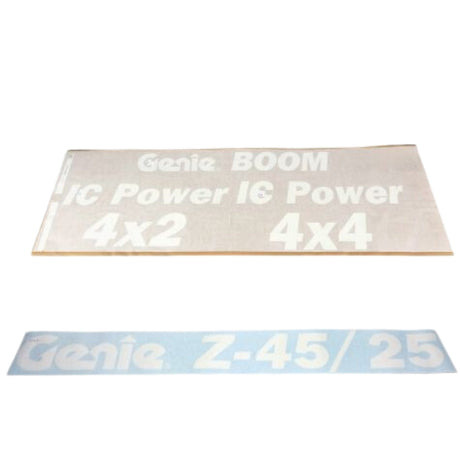 Genie BOOM
IC Power IC Power
4x2 4x4
Genie Z-45/25